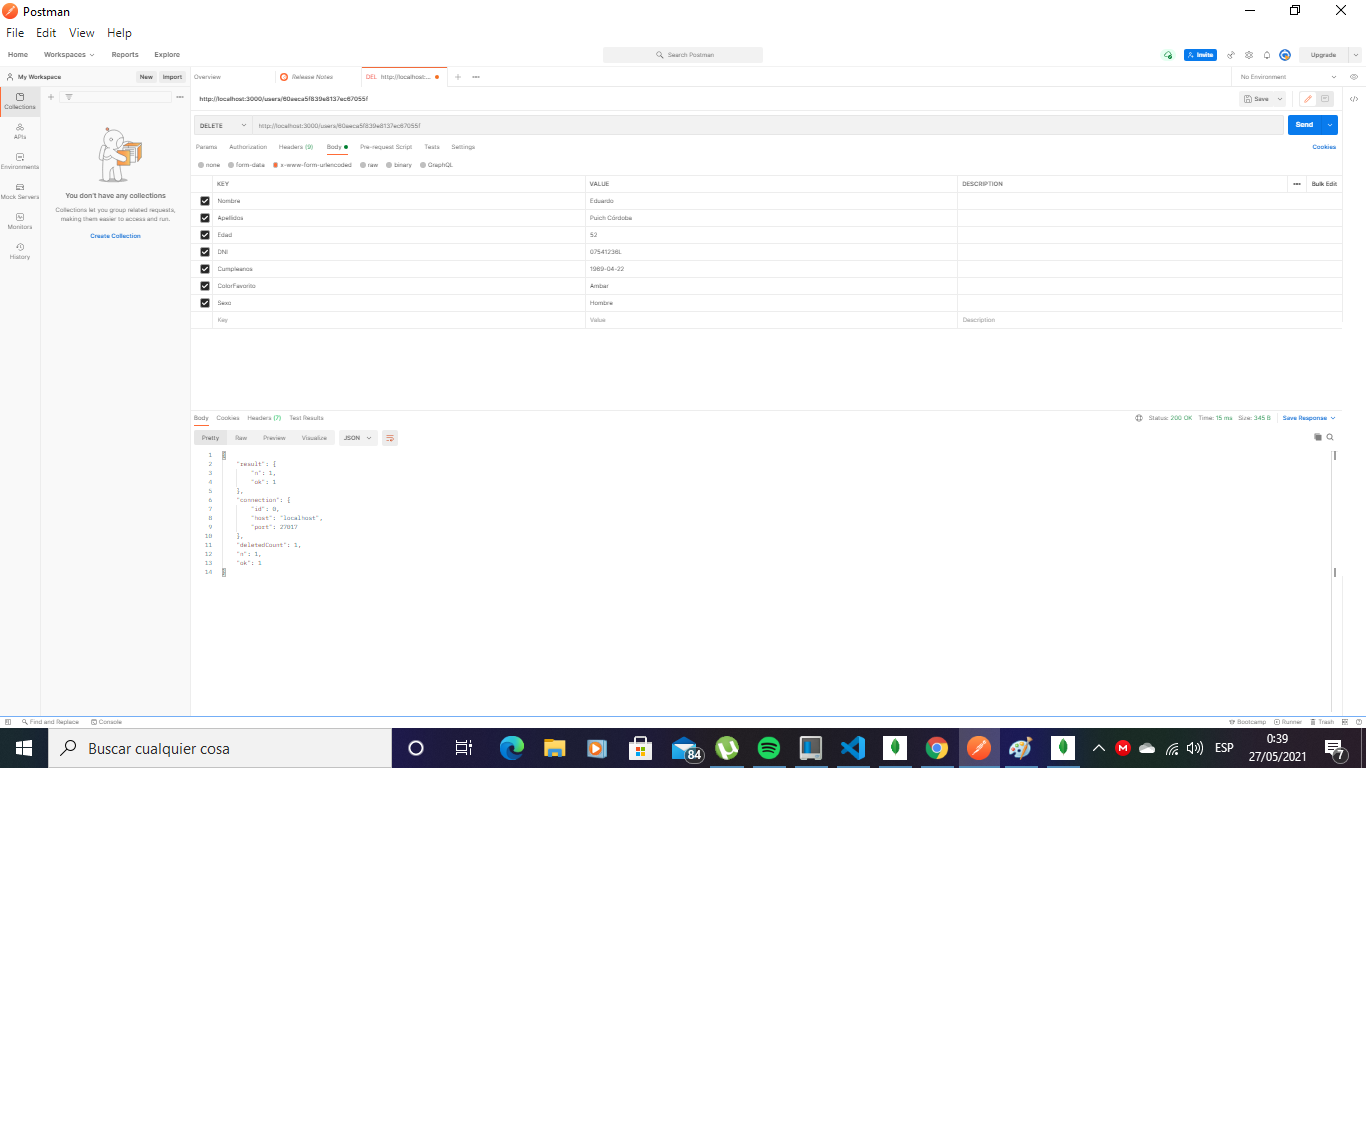 Postman
File Edit View Help
Home Workspaces Reports Explore
Search Postman
Invite
Upgrade
My Workspace New Import
Overview
Release Notes
DEL http://localhost:...
No Environment
Collections
APIs
Environments
Mock Servers
Monitors
History
You don't have any collections
Collections let you group related requests,
making them easier to access and run.
Create Collection
http://localhost:3000/users/60aeca5f839e8137ec67055f
Save
DELETE http://localhost:3000/users/60aeca5f839e8137ec67055f
Send
Params Authorization Headers (9) Body Pre-request Script Tests Settings
Cookies
none form-data x-www-form-urlencoded raw binary GraphQL
KEY VALUE DESCRIPTION Bulk Edit
Nombre Eduardo
Apellidos Puich Córdoba
Edad 52
DNI 07541236L
Cumpleanos 1969-04-22
ColorFavorito Ambar
Sexo Hombre
Key Value Description
Body Cookies Headers (7) Test Results
Status: 200 OK Time: 15 ms Size: 345 B Save Response
Pretty Raw Preview Visualize JSON
1 {
2 "result": {
3 "n": 1,
4 "ok": 1
5 },
6 "connection": {
7 "id": 0,
8 "host": "localhost",
9 "port": 27017
10 },
11 "deletedCount": 1,
12 "n": 1,
13 "ok": 1
14 }
Find and Replace Console
Bootcamp Runner Trash
Buscar cualquier cosa
84
ESP
0:39
27/05/2021
7